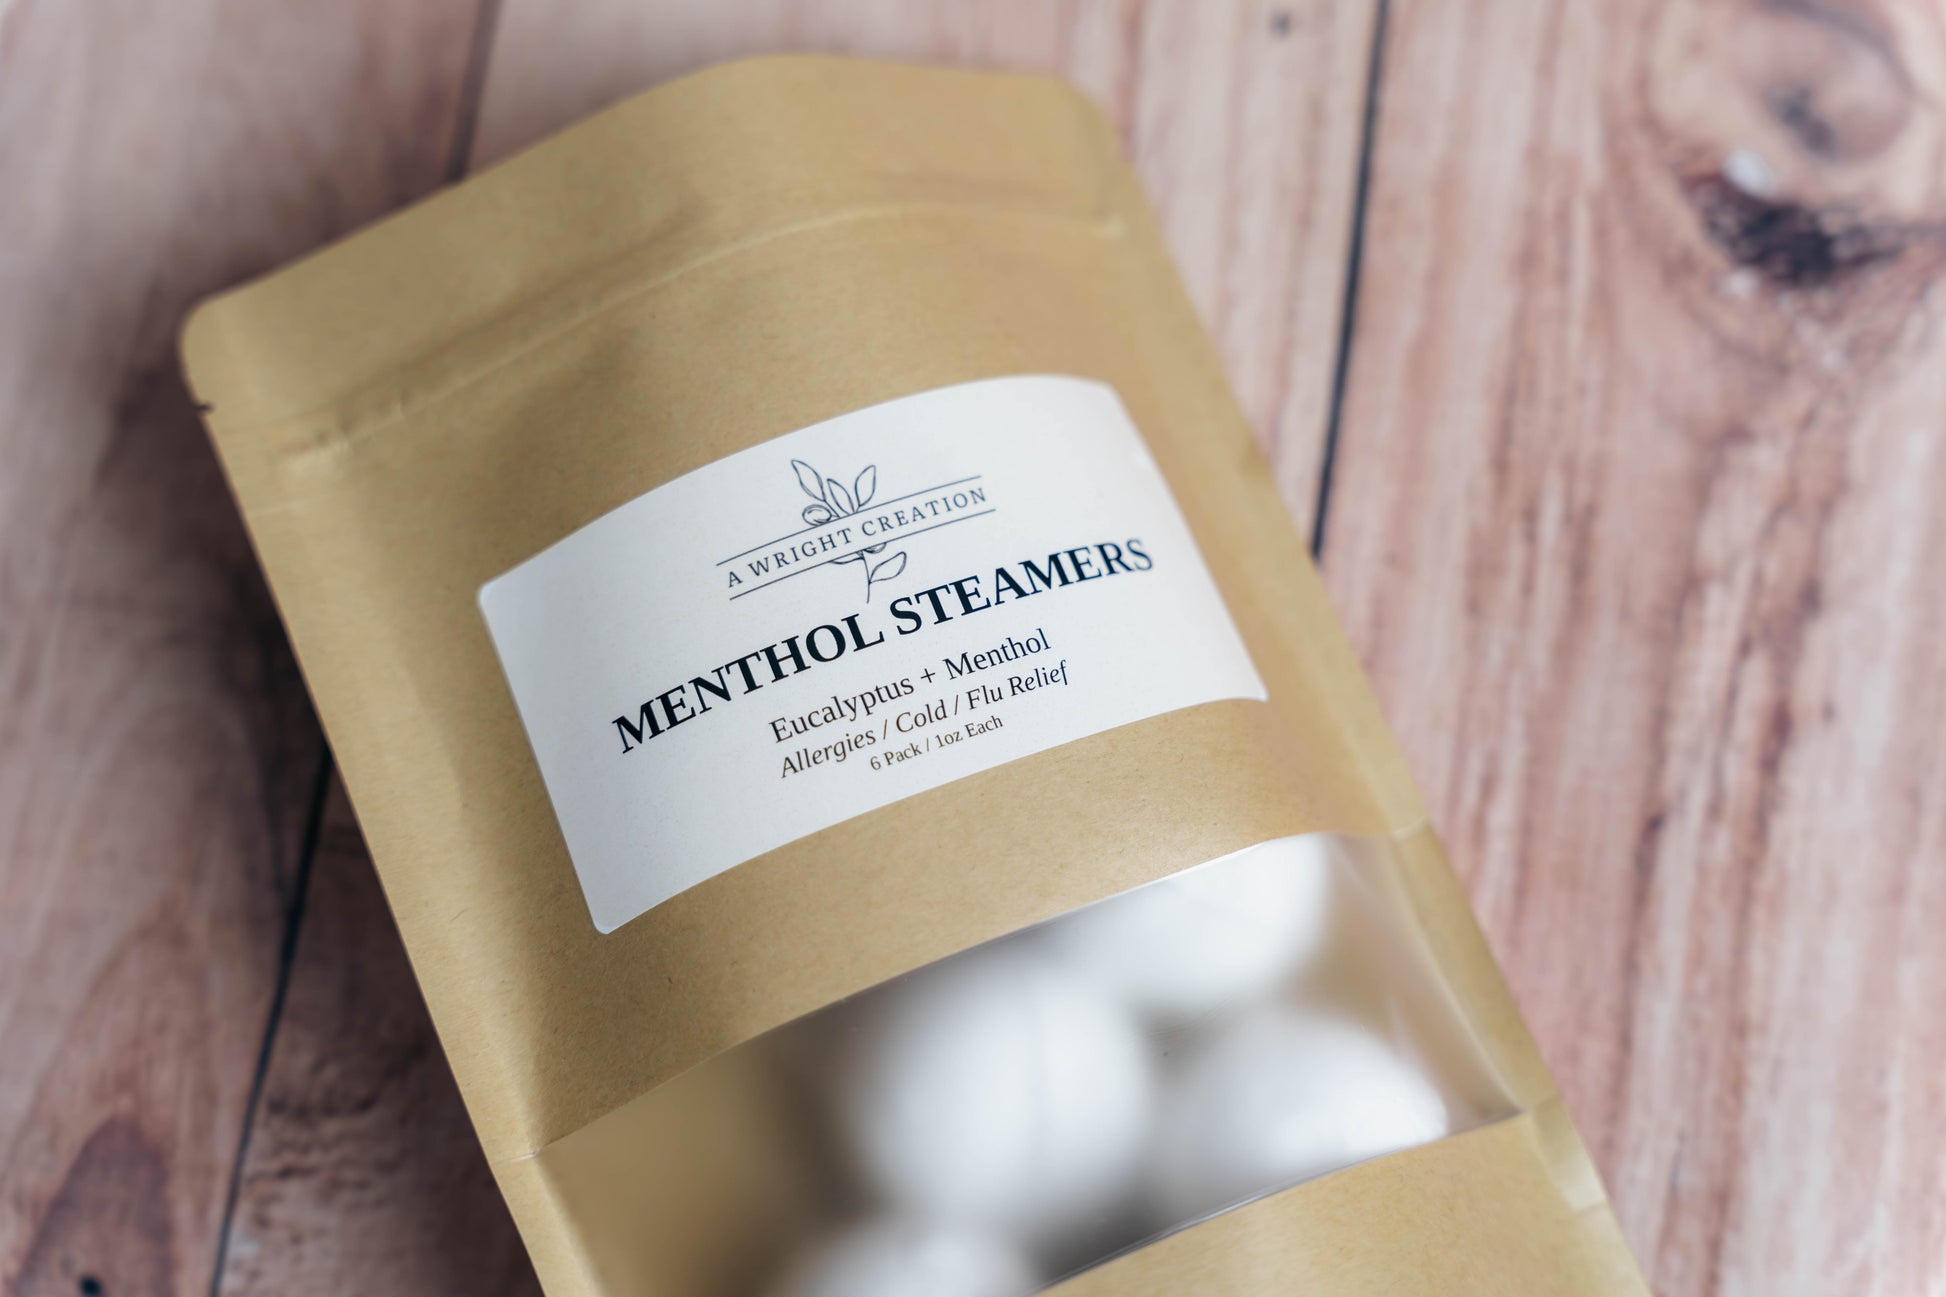 A WRIGHT CREATION
MENTHOL STEAMERS
Eucalyptus + Menthol
Allergies / Cold / Flu Relief
6 Pack / 1oz Each